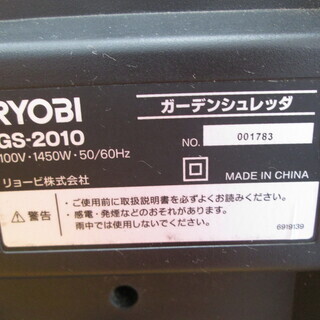 RYOBI
ガーデンシュレッダ
GS-2010
100V・1450W・50/60Hz
NO. 001783
リョービ株式会社
MADE IN CHINA
警告
・ご使用前に取扱説明書を必ずよくお読みください。
・感電・発煙などのおそれがあります。
雨中では使用しないでください。
6919139